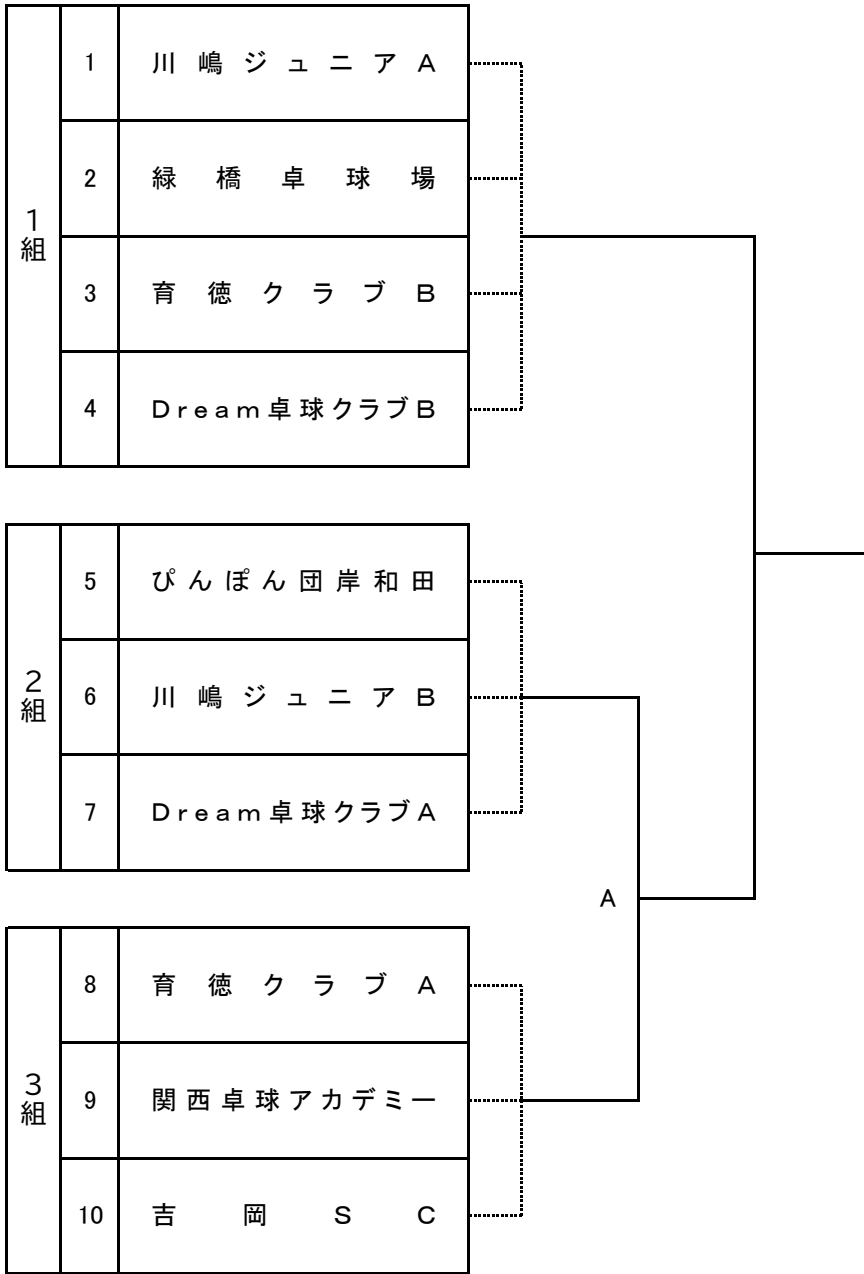 1組
1 川嶋ジュニアA
2 緑橋卓球場
3 育徳クラブB
4 Dream卓球クラブB
2組
5 ぴんぽん団岸和田
6 川嶋ジュニアB
7 Dream卓球クラブA
A
3組
8 育徳クラブA
9 関西卓球アカデミー
10 吉岡SC